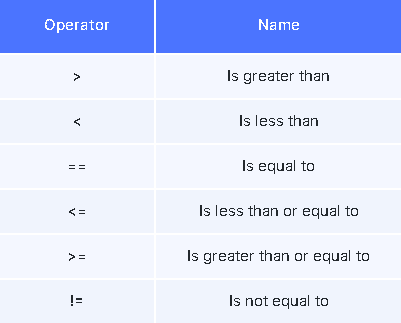 Operator Name
> Is greater than
< Is less than
== Is equal to
<= Is less than or equal to
>= Is greater than or equal to
!= Is not equal to